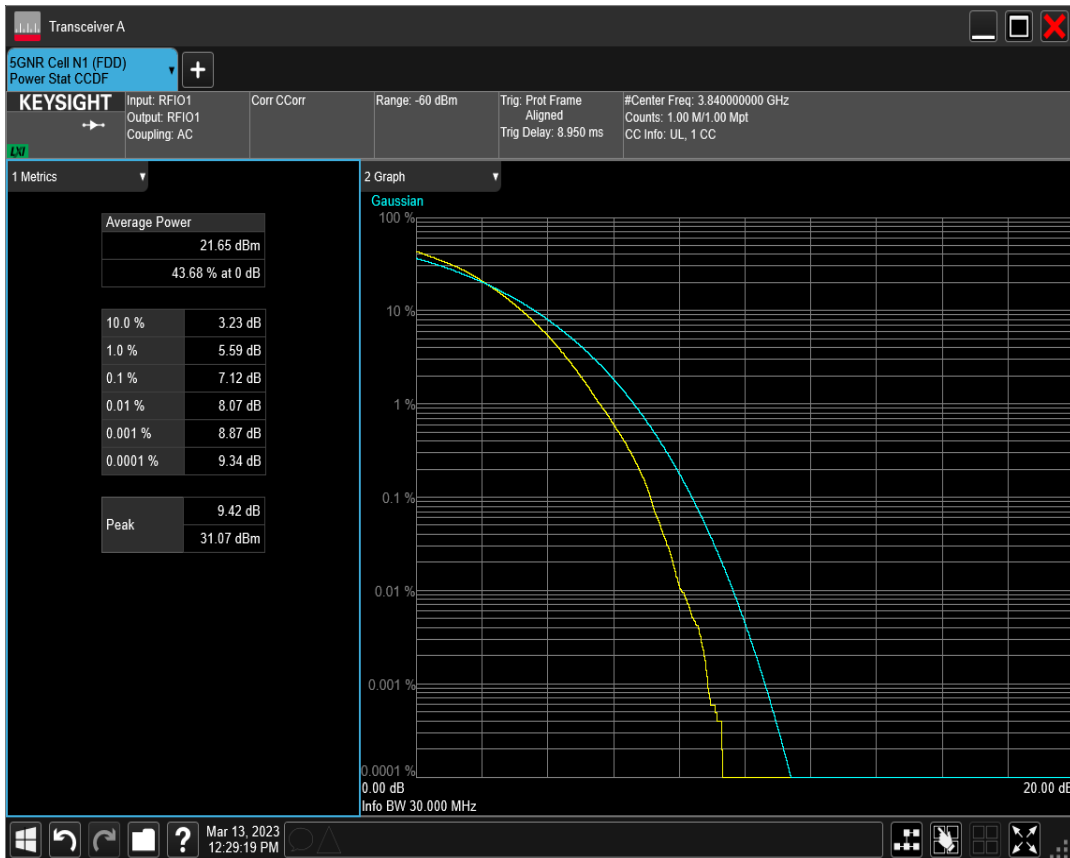 Transceiver A
5GNR Cell N1 (FDD)
Power Stat CCDF
KEYSIGHT
LXI
Input: RFIO1
Output: RFIO1
Coupling: AC
Corr CCorr
Range: -60 dBm
Trig: Prot Frame
Aligned
Trig Delay: 8.950 ms
#Center Freq: 3.840000000 GHz
Counts: 1.00 M/1.00 Mpt
CC Info: UL, 1 CC
1 Metrics
Average Power
21.65 dBm
43.68 % at 0 dB
10.0 % 3.23 dB
1.0 % 5.59 dB
0.1 % 7.12 dB
0.01 % 8.07 dB
0.001 % 8.87 dB
0.0001 % 9.34 dB
Peak
9.42 dB
31.07 dBm
2 Graph
Gaussian
100 %
10 %
1 %
0.1 %
0.01 %
0.001 %
0.0001 %
0.00 dB
20.00 dB
Info BW 30.000 MHz
?
Mar 13, 2023
12:29:19 PM